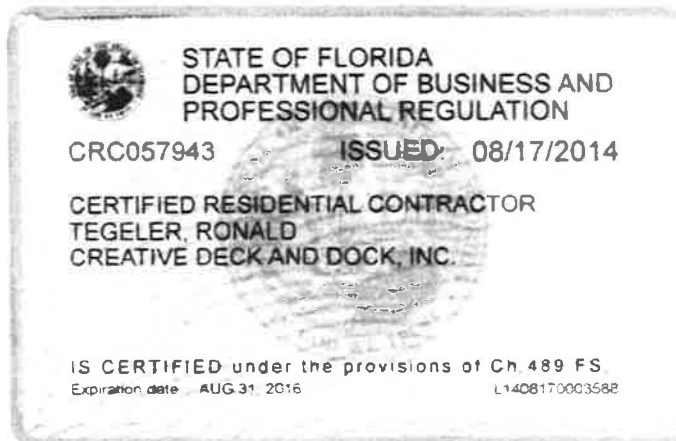 STATE OF FLORIDA
DEPARTMENT OF BUSINESS AND
PROFESSIONAL REGULATION
CRC057943 ISSUED: 08/17/2014
CERTIFIED RESIDENTIAL CONTRACTOR
TEGELER, RONALD
CREATIVE DECK AND DOCK, INC.
IS CERTIFIED under the provisions of Ch.489 FS.
Expiration date AUG 31, 2016 L1408170003588